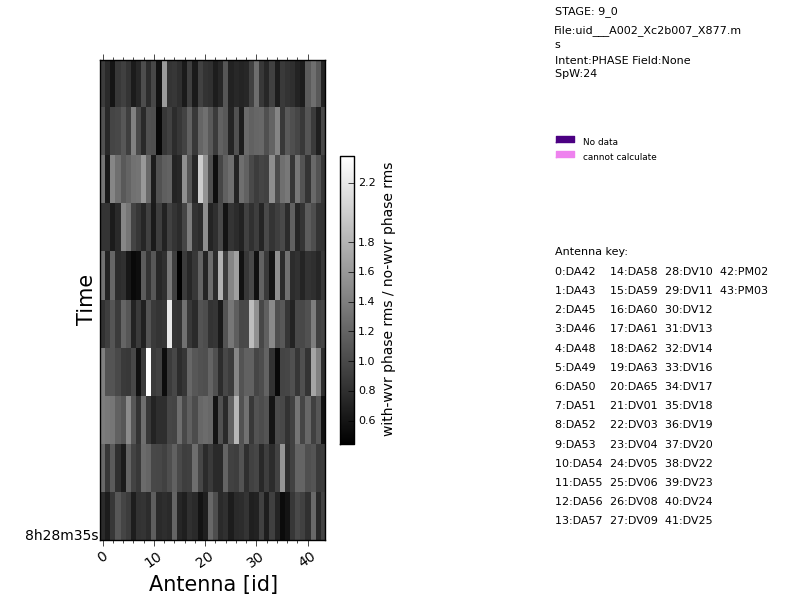 STAGE: 9_0
File:uid___A002_Xc2b007_X877.m
s
Intent:PHASE Field:None
SpW:24
No data
cannot calculate
Antenna key:
0:DA42 14:DA58 28:DV10 42:PM02
1:DA43 15:DA59 29:DV11 43:PM03
2:DA45 16:DA60 30:DV12
3:DA46 17:DA61 31:DV13
4:DA48 18:DA62 32:DV14
5:DA49 19:DA63 33:DV16
6:DA50 20:DA65 34:DV17
7:DA51 21:DV01 35:DV18
8:DA52 22:DV03 36:DV19
9:DA53 23:DV04 37:DV20
10:DA54 24:DV05 38:DV22
11:DA55 25:DV06 39:DV23
12:DA56 26:DV08 40:DV24
13:DA57 27:DV09 41:DV25
Time
8h28m35s
0 10 20 30 40
Antenna [id]
2.2
1.8
1.6
1.4
1.2
1.0
0.8
0.6
with-wvr phase rms / no-wvr phase rms